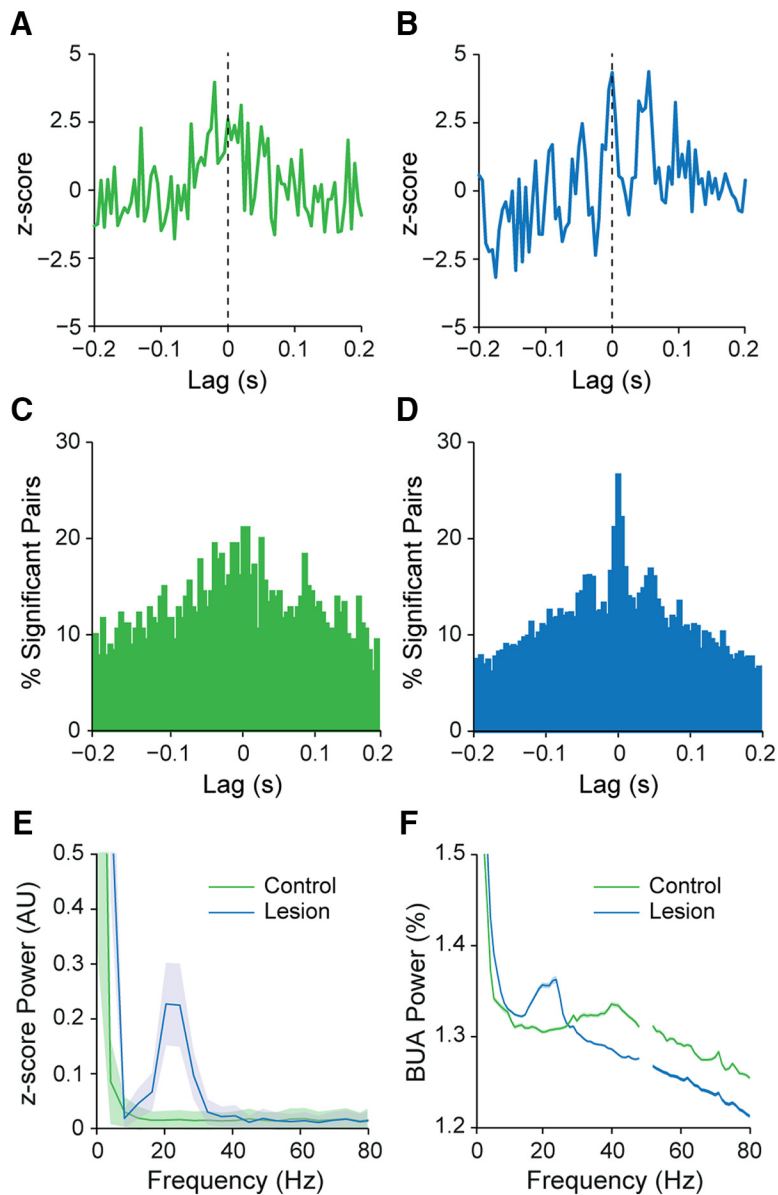 A
B
5
2.5
0
−2.5
−5
z-score
−0.2
−0.1
0
0.1
0.2
Lag (s)
5
2.5
0
−2.5
−5
z-score
−0.2
−0.1
0
0.1
0.2
Lag (s)
C
D
30
20
10
0
% Significant Pairs
−0.2
−0.1
0
0.1
0.2
Lag (s)
30
20
10
0
% Significant Pairs
−0.2
−0.1
0
0.1
0.2
Lag (s)
E
F
0.5
0.4
0.3
0.2
0.1
0
z-score Power (AU)
Control
Lesion
0
20
40
60
80
Frequency (Hz)
1.5
1.4
1.3
1.2
BUA Power (%)
Control
Lesion
0
20
40
60
80
Frequency (Hz)